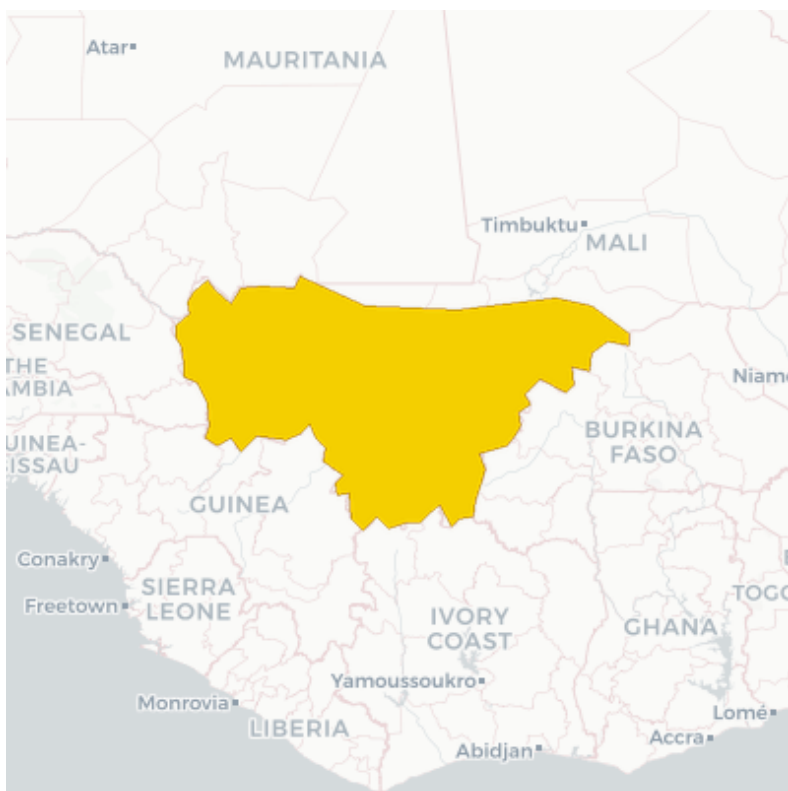 Atar
MAURITANIA
Timbuktu
MALI
SENEGAL
THE
AMBIA
Niame
UINEA-
ISSAU
BURKINA
FASO
GUINEA
Conakry
SIERRA
LEONE
Freetown
IVORY
COAST
GHANA
TOGO
Yamoussoukro
Monrovia
LIBERIA
Lomé
Accra
Abidjan